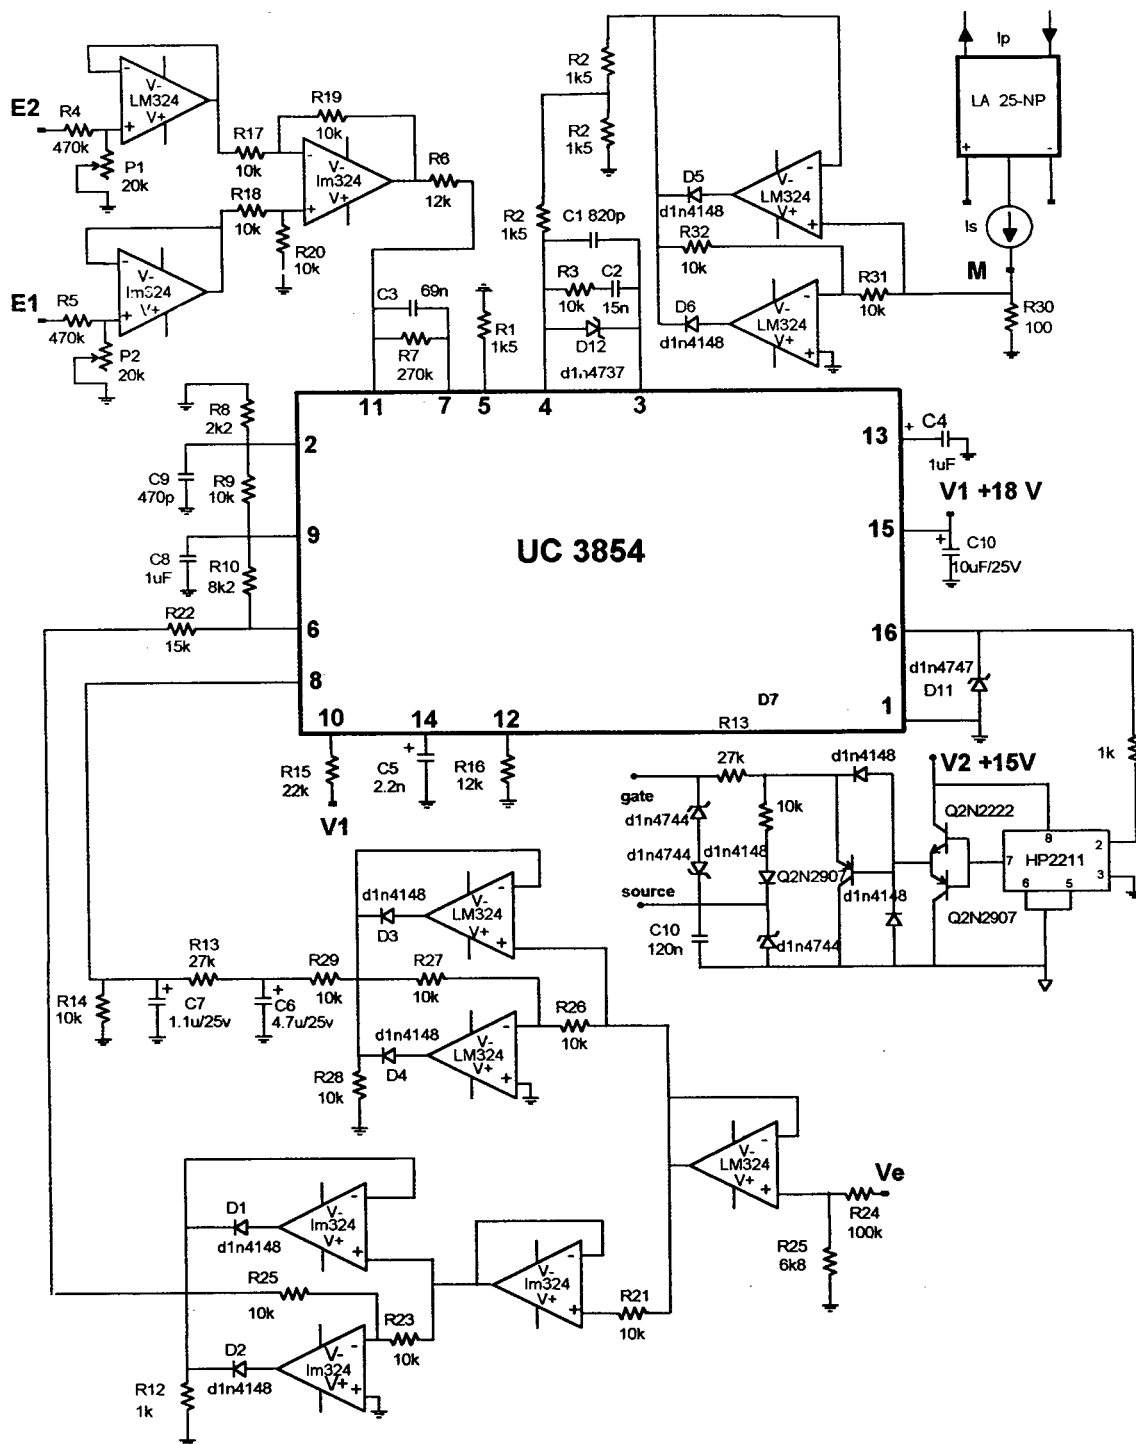 E2
R4
470k
P1
20k
V-
LM324
V+
R17
10k
R18
10k
R19
10k
V-
lm324
V+
R20
10k
R6
12k
E1
R5
470k
P2
20k
V-
lm324
V+
R2
1k5
R2
1k5
R2
1k5
C1 820p
R3
10k
C2
15n
D12
d1n4737
C3
69n
R7
270k
R1
1k5
D5
d1n4148
V-
LM324
V+
R32
10k
D6
d1n4148
V-
LM324
V+
R31
10k
Ip
LA 25-NP
+
-
Is
M
R30
100
11
7
5
4
3
UC 3854
2
9
6
8
10
14
12
13
15
16
1
R8
2k2
C9
470p
R9
10k
C8
1uF
R10
8k2
R22
15k
C4
1uF
V1 +18 V
C10
10uF/25V
d1n4747
D11
1k
R15
22k
V1
C5
2.2n
R16
12k
D7
R13
27k
d1n4148
V2 +15V
gate
d1n4744
10k
Q2N2222
d1n4744
d1n4148
Q2N2907
d1n4148
source
C10
120n
d1n4744
Q2N2907
HP2211
8
7
2
3
6
5
d1n4148
D3
V-
LM324
V+
R13
27k
R29
10k
R27
10k
R14
10k
C7
1.1u/25v
C6
4.7u/25v
d1n4148
D4
V-
LM324
V+
R26
10k
R28
10k
V-
LM324
V+
Ve
R24
100k
R25
6k8
D1
d1n4148
V-
lm324
V+
R25
10k
R23
10k
V-
lm324
V+
R21
10k
D2
d1n4148
V-
lm324
V+
R12
1k